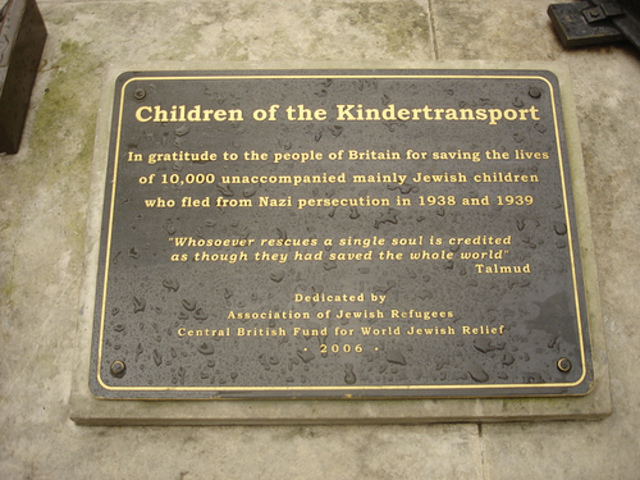 Children of the Kindertransport
In gratitude to the people of Britain for saving the lives
of 10,000 unaccompanied mainly Jewish children
who fled from Nazi persecution in 1938 and 1939
"Whosoever rescues a single soul is credited
as though they had saved the whole world"
Talmud
Dedicated by
Association of Jewish Refugees
Central British Fund for World Jewish Relief
· 2006 ·